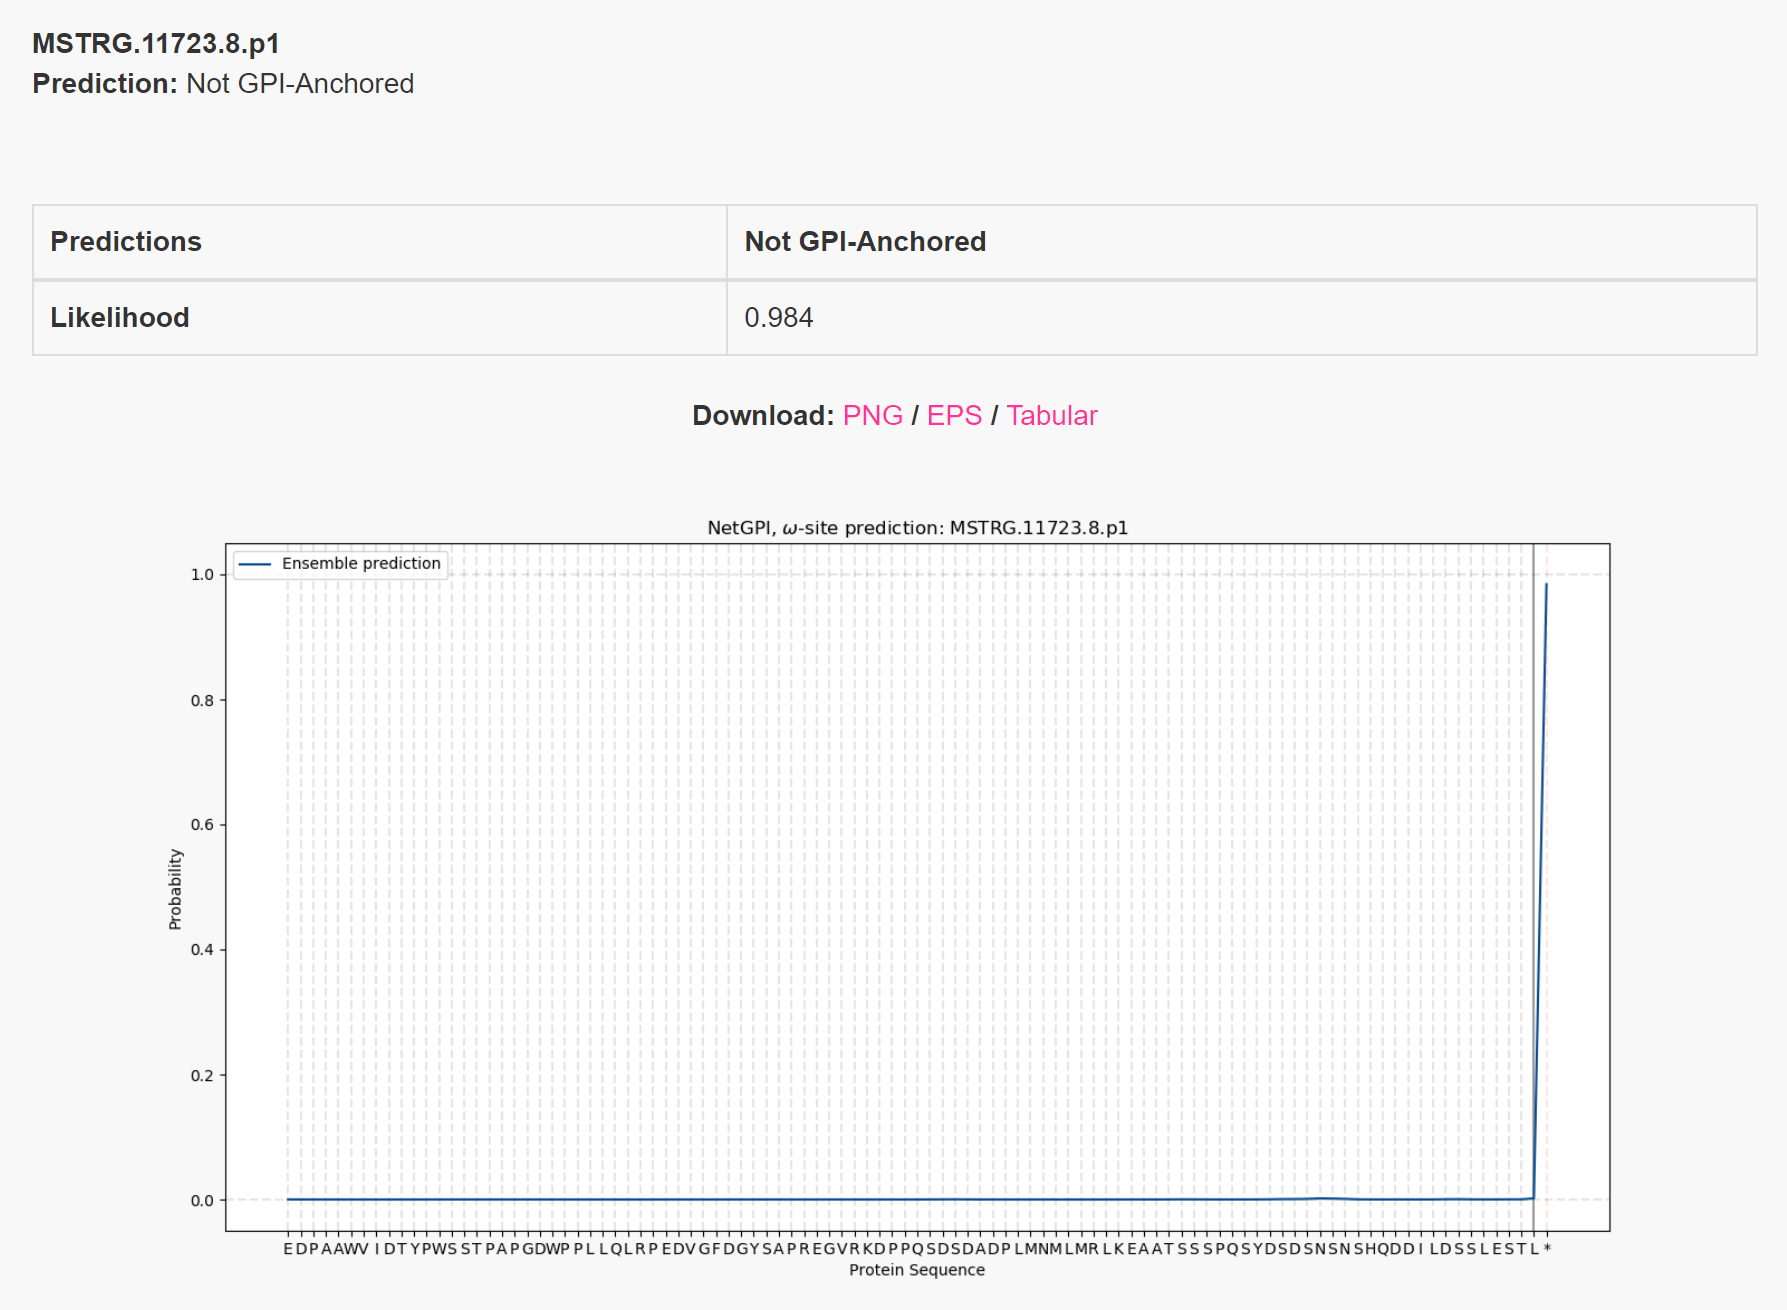 MSTRG.11723.8.p1
Prediction: Not GPI-Anchored
Predictions Not GPI-Anchored
Likelihood 0.984
Download: PNG / EPS / Tabular
NetGPI, ω-site prediction: MSTRG.11723.8.p1
Ensemble prediction
1.0
0.8
0.6
0.4
0.2
0.0
Probability
EDPAAWVIDTYPWSSTPAPGDWPPLLQLRPEDVGFDGYSAPREGVRKDPPQSDSDADPLMNMLMRLKEAATSSSPQSYDSDSNSNSHQDDILDSSLESTL*
Protein Sequence